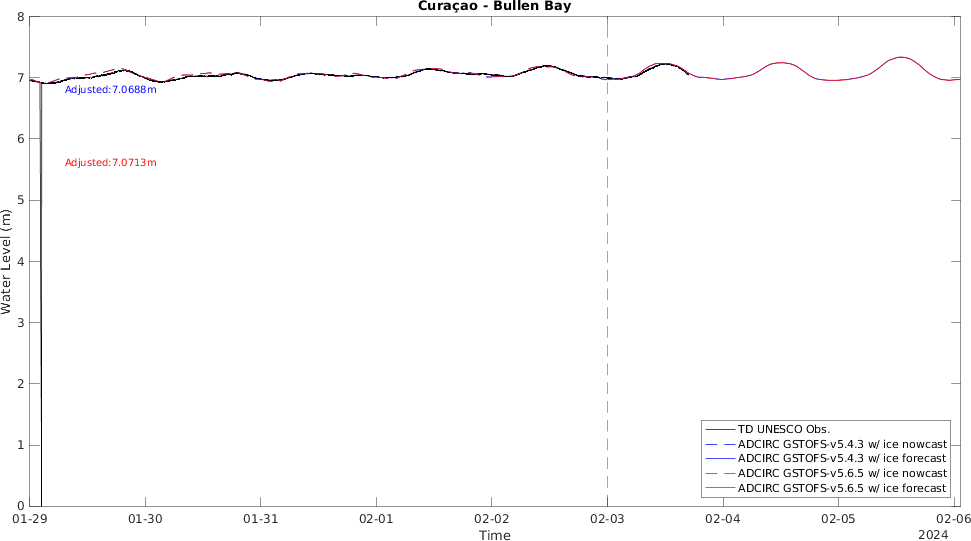 Curaçao - Bullen Bay
8
7
6
5
4
3
2
1
0
Water Level (m)
Adjusted:7.0688m
Adjusted:7.0713m
TD UNESCO Obs.
ADCIRC GSTOFS-v5.4.3 w/ ice nowcast
ADCIRC GSTOFS-v5.4.3 w/ ice forecast
ADCIRC GSTOFS-v5.6.5 w/ ice nowcast
ADCIRC GSTOFS-v5.6.5 w/ ice forecast
01-29 01-30 01-31 02-01 02-02 02-03 02-04 02-05 02-06
Time
2024